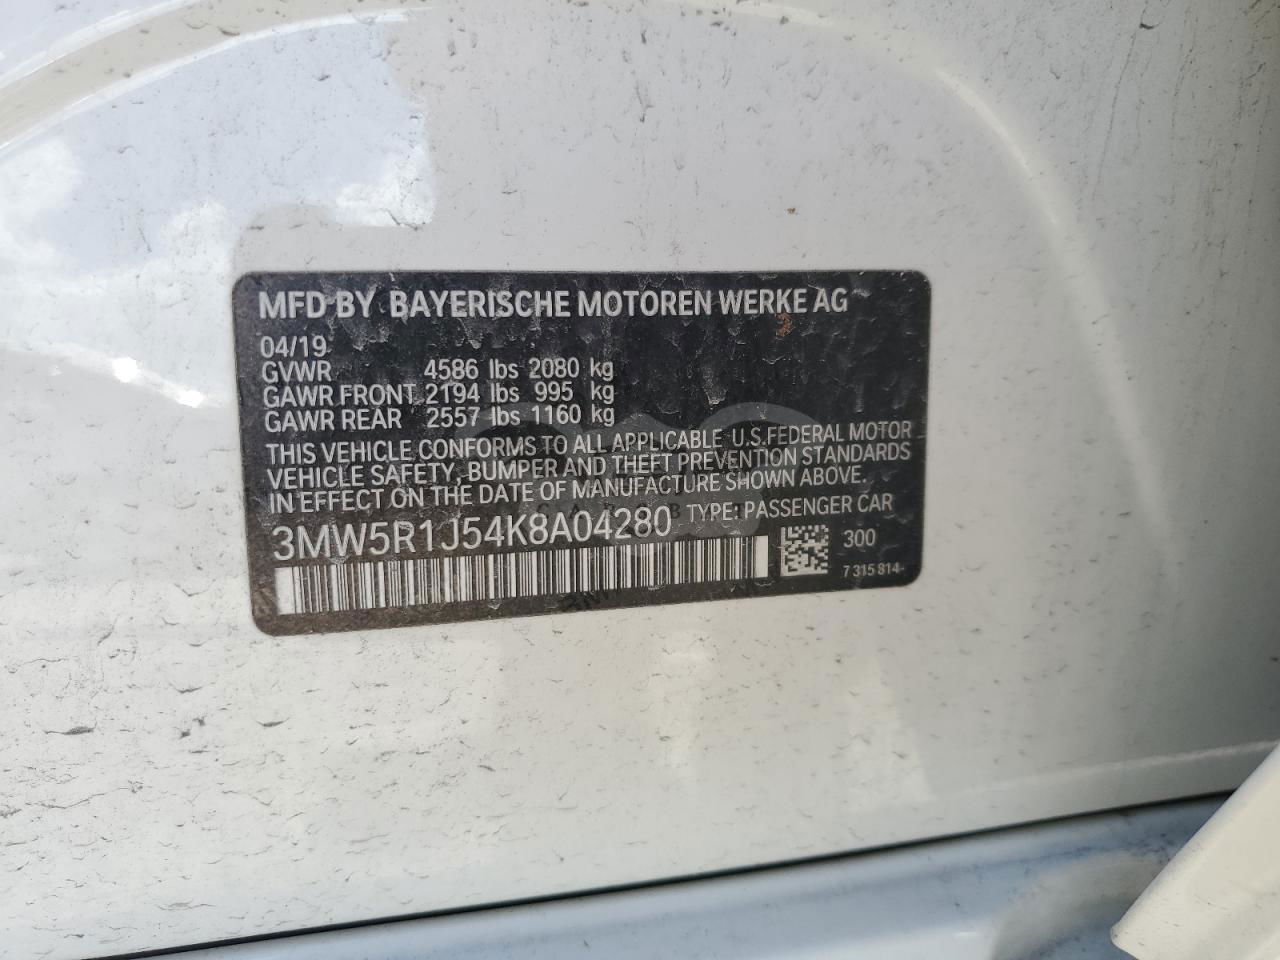 MFD BY BAYERISCHE MOTOREN WERKE AG
04/19
GVWR 4586 lbs 2080 kg
GAWR FRONT 2194 lbs 995 kg
GAWR REAR 2557 lbs 1160 kg
THIS VEHICLE CONFORMS TO ALL APPLICABLE U.S.FEDERAL MOTOR
VEHICLE SAFETY, BUMPER AND THEFT PREVENTION STANDARDS
IN EFFECT ON THE DATE OF MANUFACTURE SHOWN ABOVE.
3MW5R1J54K8A04280 TYPE: PASSENGER CAR
300
7 315 814-